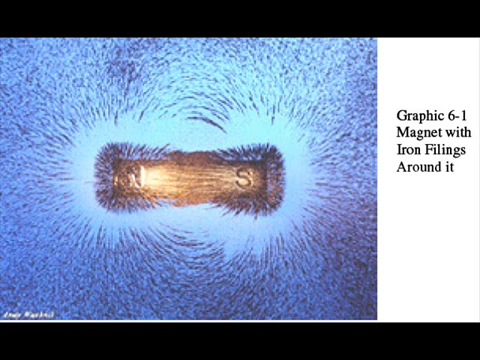 Graphic 6-1
Magnet with
Iron Filings
Around it
N S